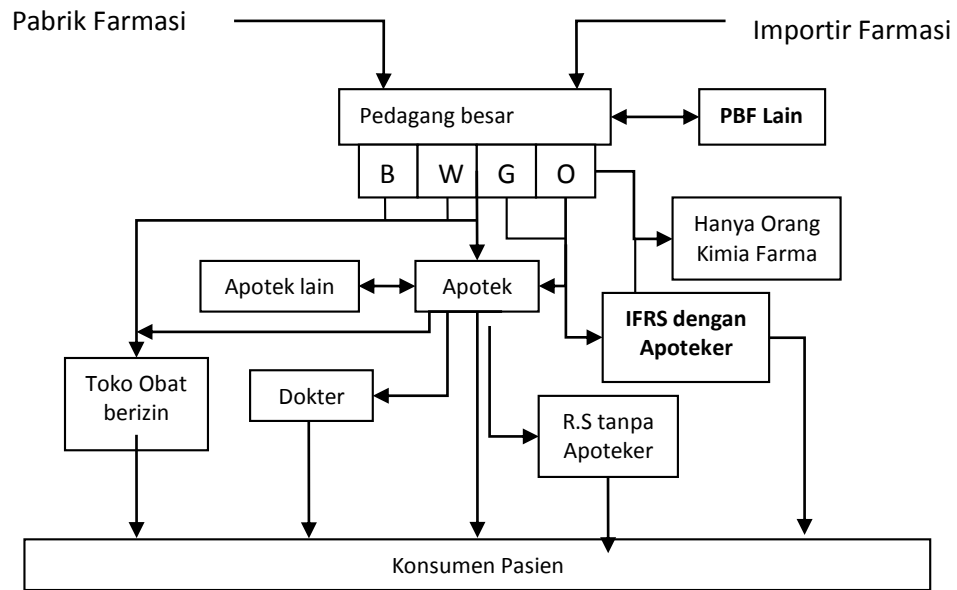 Pabrik Farmasi
Importir Farmasi
Pedagang besar
PBF Lain
B
W
G
O
Hanya Orang
Kimia Farma
Apotek lain
Apotek
IFRS dengan
Apoteker
Toko Obat
berizin
Dokter
R.S tanpa
Apoteker
Konsumen Pasien